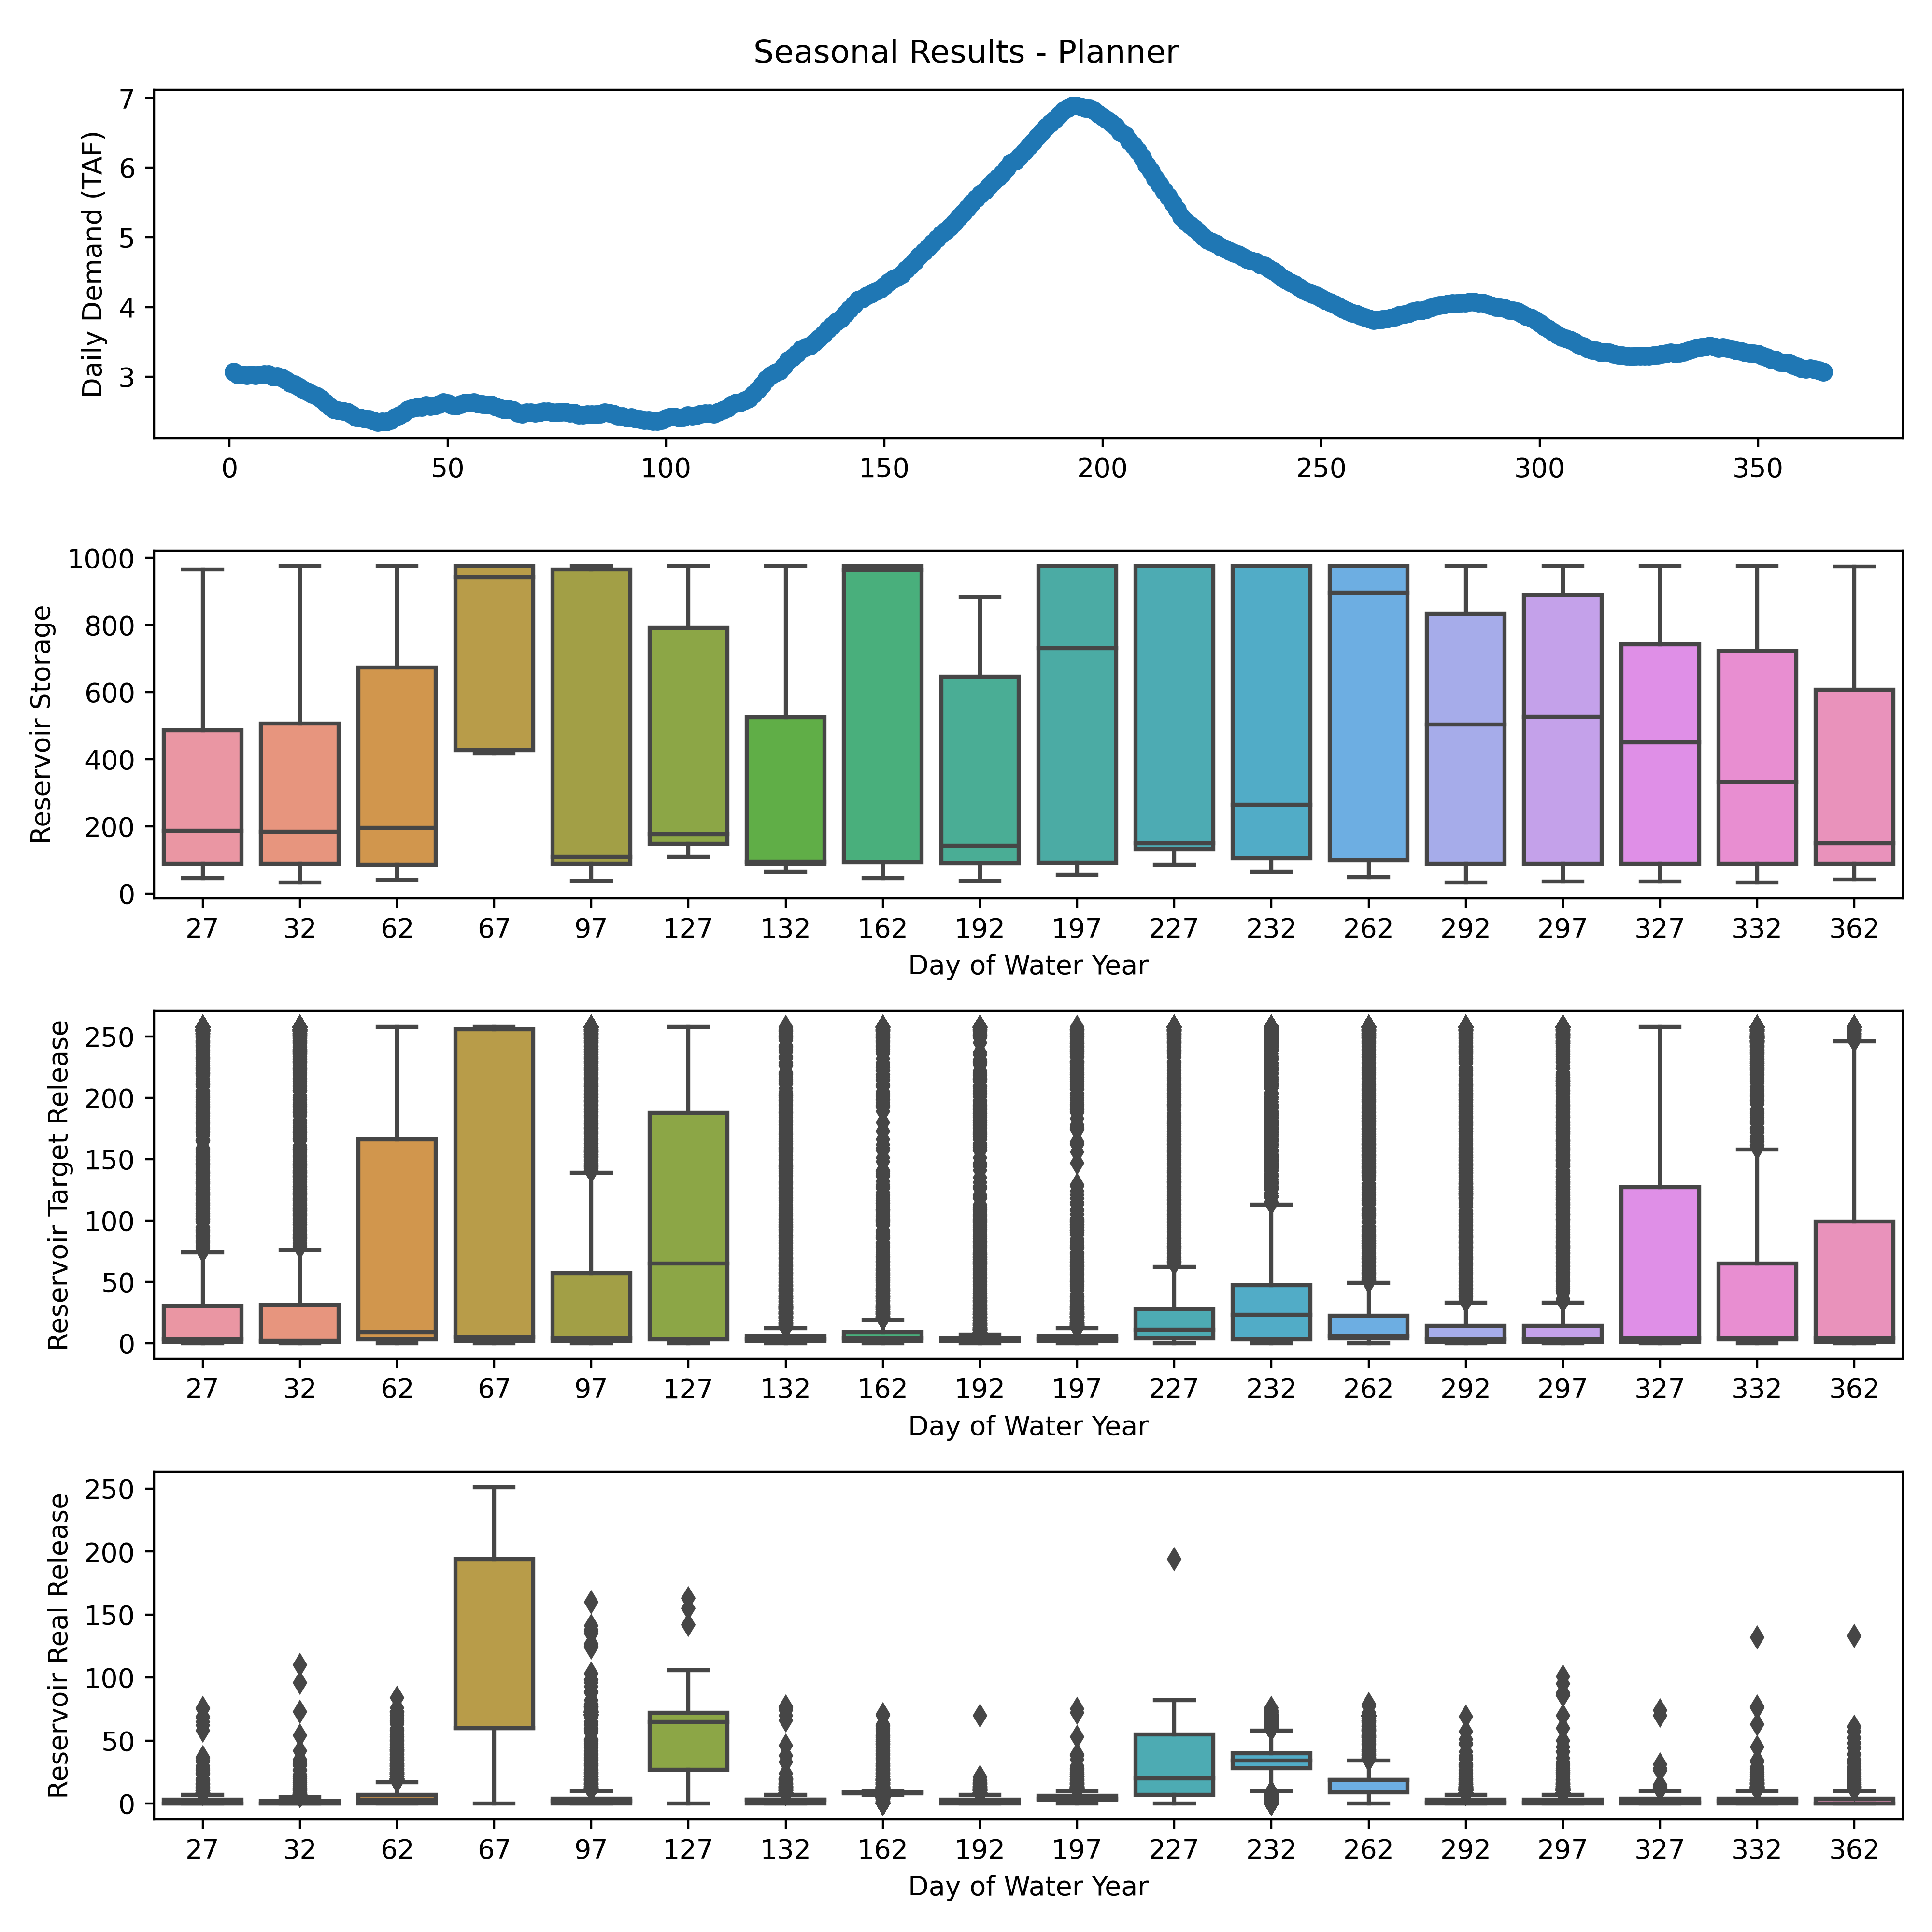 Seasonal Results - Planner
Daily Demand (TAF)
7
6
5
4
3
0 50 100 150 200 250 300 350
Reservoir Storage
1000
800
600
400
200
0
27 32 62 67 97 127 132 162 192 197 227 232 262 292 297 327 332 362
Day of Water Year
Reservoir Target Release
250
200
150
100
50
0
27 32 62 67 97 127 132 162 192 197 227 232 262 292 297 327 332 362
Day of Water Year
Reservoir Real Release
250
200
150
100
50
0
27 32 62 67 97 127 132 162 192 197 227 232 262 292 297 327 332 362
Day of Water Year